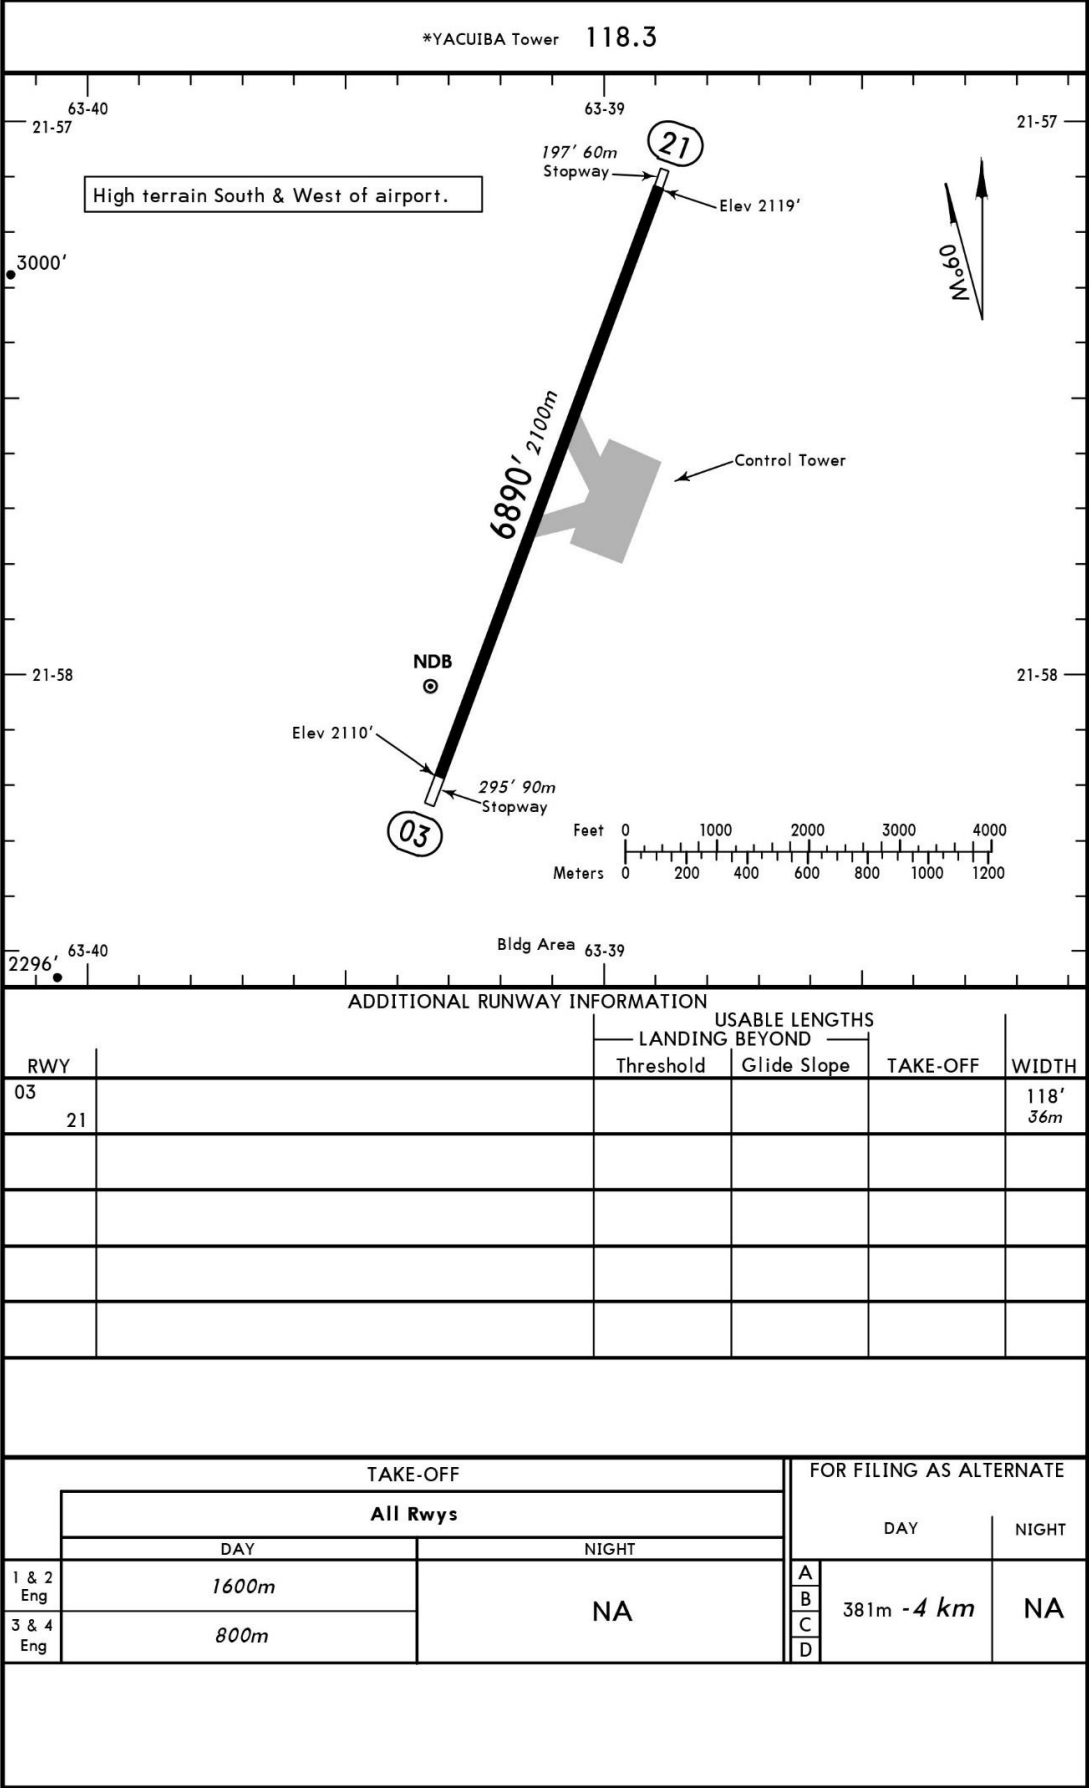 *YACUIBA Tower 118.3
63-40 63-39
21-57 21-57
21
197' 60m
Stopway
High terrain South & West of airport.
Elev 2119'
3000'
09°W
6890' 2100m
Control Tower
NDB
21-58 21-58
Elev 2110'
295' 90m
Stopway
03
Feet 0 1000 2000 3000 4000
Meters 0 200 400 600 800 1000 1200
63-40 Bldg Area 63-39
2296'
ADDITIONAL RUNWAY INFORMATION
USABLE LENGTHS
LANDING BEYOND
RWY Threshold Glide Slope TAKE-OFF WIDTH
03 118'
21 36m
TAKE-OFF FOR FILING AS ALTERNATE
All Rwys
DAY NIGHT
DAY NIGHT
1 & 2
Eng
1600m
NA
3 & 4
Eng
800m
A
B
C
D
381m -4 km
NA